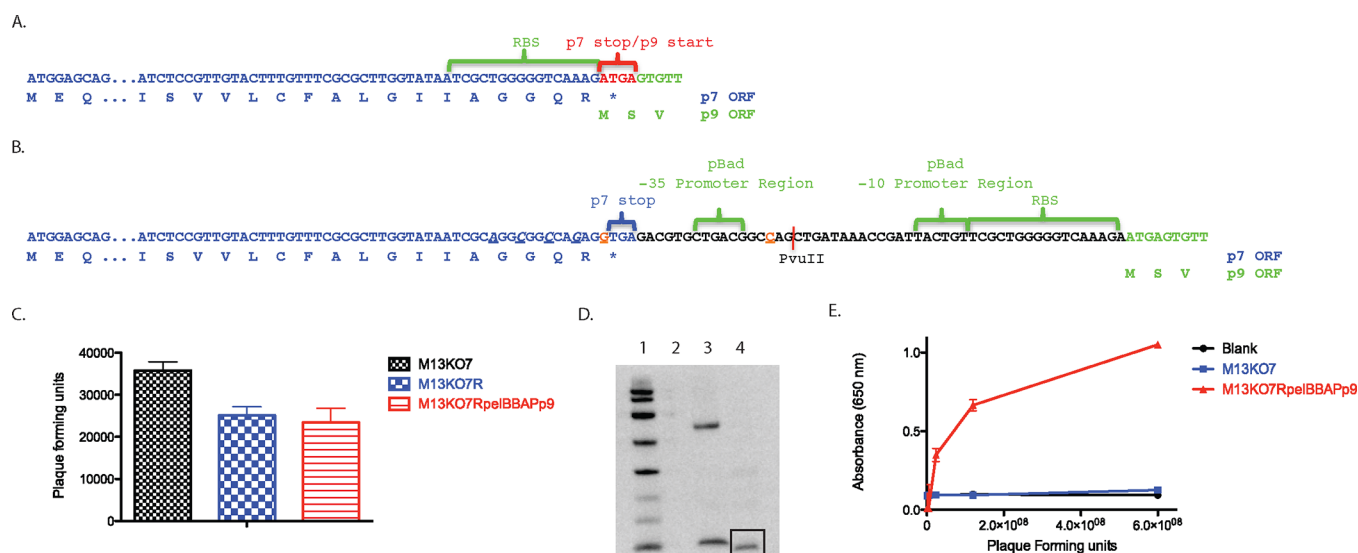 A.
RBS p7 stop/p9 start
ATGGAGCAG...ATCTCCGTTGTACTTTGTTTCGCGCTTGGTATAATCGCTGGGGGTCAAAGATGAGTGTT
M E Q ... I S V V L C F A L G I I A G G Q R * p7 ORF
M S V p9 ORF
B.
pBad pBad
-35 Promoter Region -10 Promoter Region
p7 stop RBS
ATGGAGCAG...ATCTCCGTTGTACTTTGTTTCGCGCTTGGTATAATCGCAGGCGGCCAGAGGTGAGACGTGCTGACGGCCAGCTGATAAACCGATTACTGTTCGCTGGGGGTCAAAGAATGAGTGTT
M E Q ... I S V V L C F A L G I I A G G Q R * PvuII p7 ORF
M S V p9 ORF
C.
Plaque forming units
40000
30000
20000
10000
0
M13KO7
M13KO7R
M13KO7RpelBBAPp9
D.
1 2 3 4
E.
Absorbance (650 nm)
1.0
0.5
0.0
0 2.0×10⁰⁸ 4.0×10⁰⁸ 6.0×10⁰⁸
Plaque Forming units
Blank
M13KO7
M13KO7RpelBBAPp9